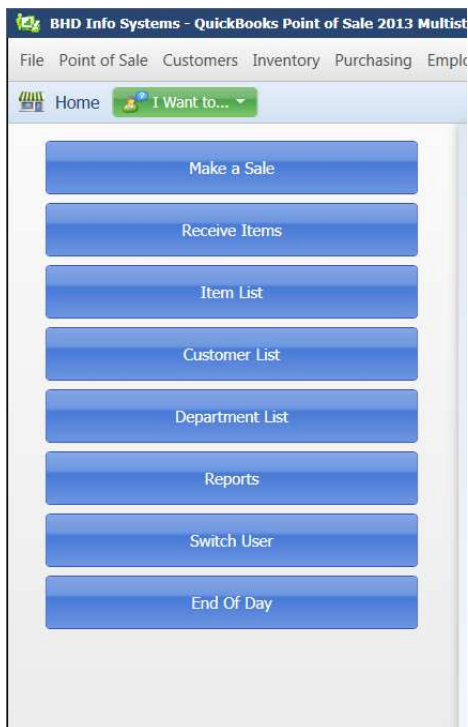 BHD Info Systems - QuickBooks Point of Sale 2013 Multist
File Point of Sale Customers Inventory Purchasing Emplo
Home I Want to...
Make a Sale
Receive Items
Item List
Customer List
Department List
Reports
Switch User
End Of Day